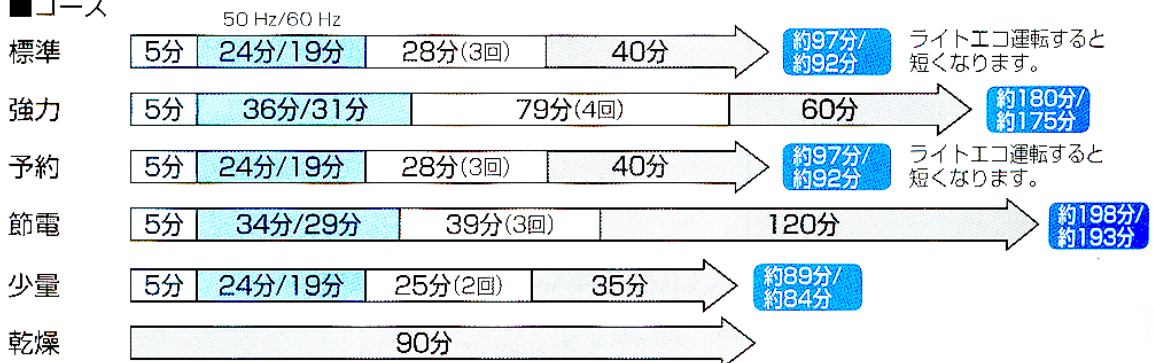 ■コース
50 Hz/60 Hz
標準 5分 24分/19分 28分(3回) 40分 約97分/ ライトエコ運転すると
約92分 短くなります。
強力 5分 36分/31分 79分(4回) 60分 約180分/
約175分
予約 5分 24分/19分 28分(3回) 40分 約97分/ ライトエコ運転すると
約92分 短くなります。
節電 5分 34分/29分 39分(3回) 120分 約198分/
約193分
少量 5分 24分/19分 25分(2回) 35分 約89分/
約84分
乾燥 90分